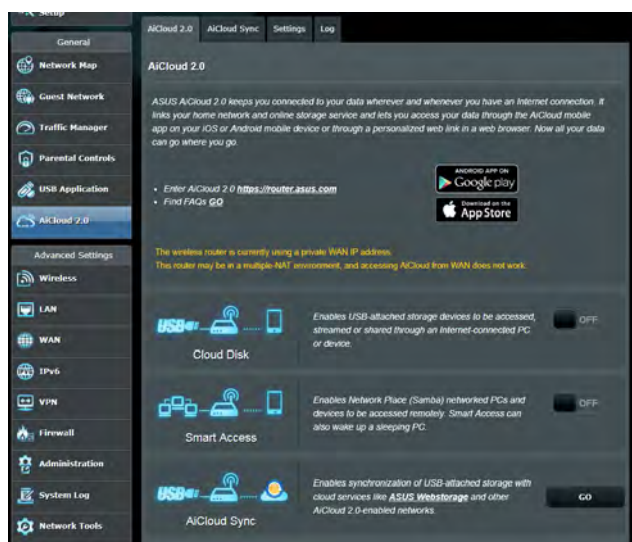 Setup
General
Network Map
Guest Network
Traffic Manager
Parental Controls
USB Application
AiCloud 2.0
Advanced Settings
Wireless
LAN
WAN
IPv6
VPN
Firewall
Administration
System Log
Network Tools
AiCloud 2.0 AiCloud Sync Settings Log
AiCloud 2.0
ASUS AiCloud 2.0 keeps you connected to your data wherever and whenever you have an Internet connection. It
links your home network and online storage service and lets you access your data through the AiCloud mobile
app on your iOS or Android mobile device or through a personalized web link in a web browser. Now all your data
can go where you go.
• Enter AiCloud 2.0 https://router.asus.com
• Find FAQs GO
ANDROID APP ON
Google play
Download on the
App Store
The wireless router is currently using a private WAN IP address.
This router may be in a multiple-NAT environment, and accessing AiCloud from WAN does not work.
USB
Cloud Disk
Enables USB-attached storage devices to be accessed,
streamed or shared through an Internet-connected PC
or device.
OFF
Smart Access
Enables Network Place (Samba) networked PCs and
devices to be accessed remotely. Smart Access can
also wake up a sleeping PC.
OFF
USB
AiCloud Sync
Enables synchronization of USB-attached storage with
cloud services like ASUS Webstorage and other
AiCloud 2.0-enabled networks.
GO